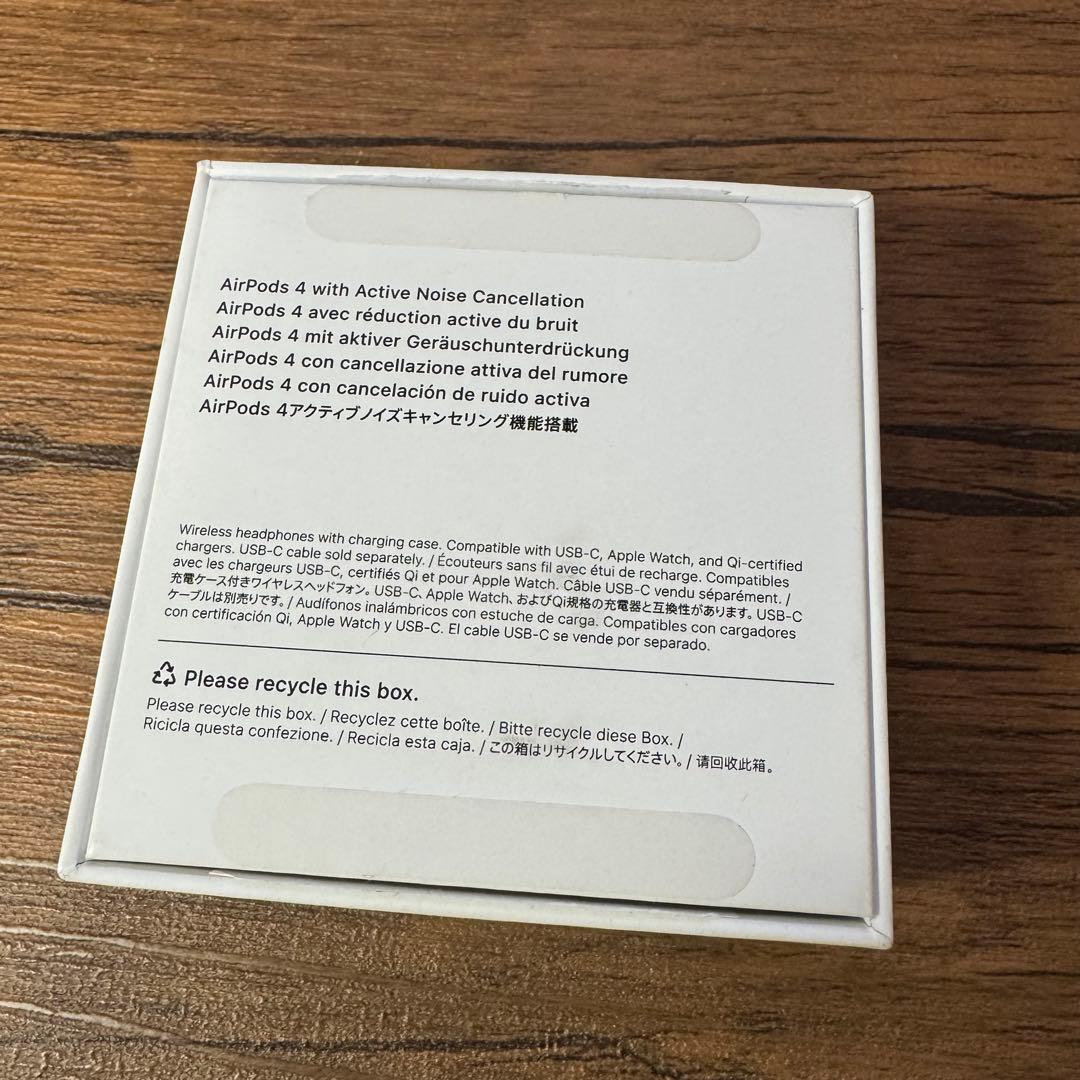 AirPods 4 with Active Noise Cancellation
AirPods 4 avec réduction active du bruit
AirPods 4 mit aktiver Geräuschunterdrückung
AirPods 4 con cancellazione attiva del rumore
AirPods 4 con cancelación de ruido activa
AirPods 4アクティブノイズキャンセリング機能搭載
Wireless headphones with charging case. Compatible with USB-C, Apple Watch, and Qi-certified
chargers. USB-C cable sold separately. / Écouteurs sans fil avec étui de recharge. Compatibles
avec les chargeurs USB-C, certifiés Qi et pour Apple Watch. Câble USB-C vendu séparément. /
充電ケース付きワイヤレスヘッドフォン。USB-C、Apple Watch、およびQi規格の充電器と互換性があります。USB-C
ケーブルは別売りです。/ Audífonos inalámbricos con estuche de carga. Compatibles con cargadores
con certificación Qi, Apple Watch y USB-C. El cable USB-C se vende por separado.
Please recycle this box.
Please recycle this box. / Recyclez cette boîte. / Bitte recycle diese Box. /
Ricicla questa confezione. / Recicla esta caja. / この箱はリサイクルしてください。/ 请回收此箱。